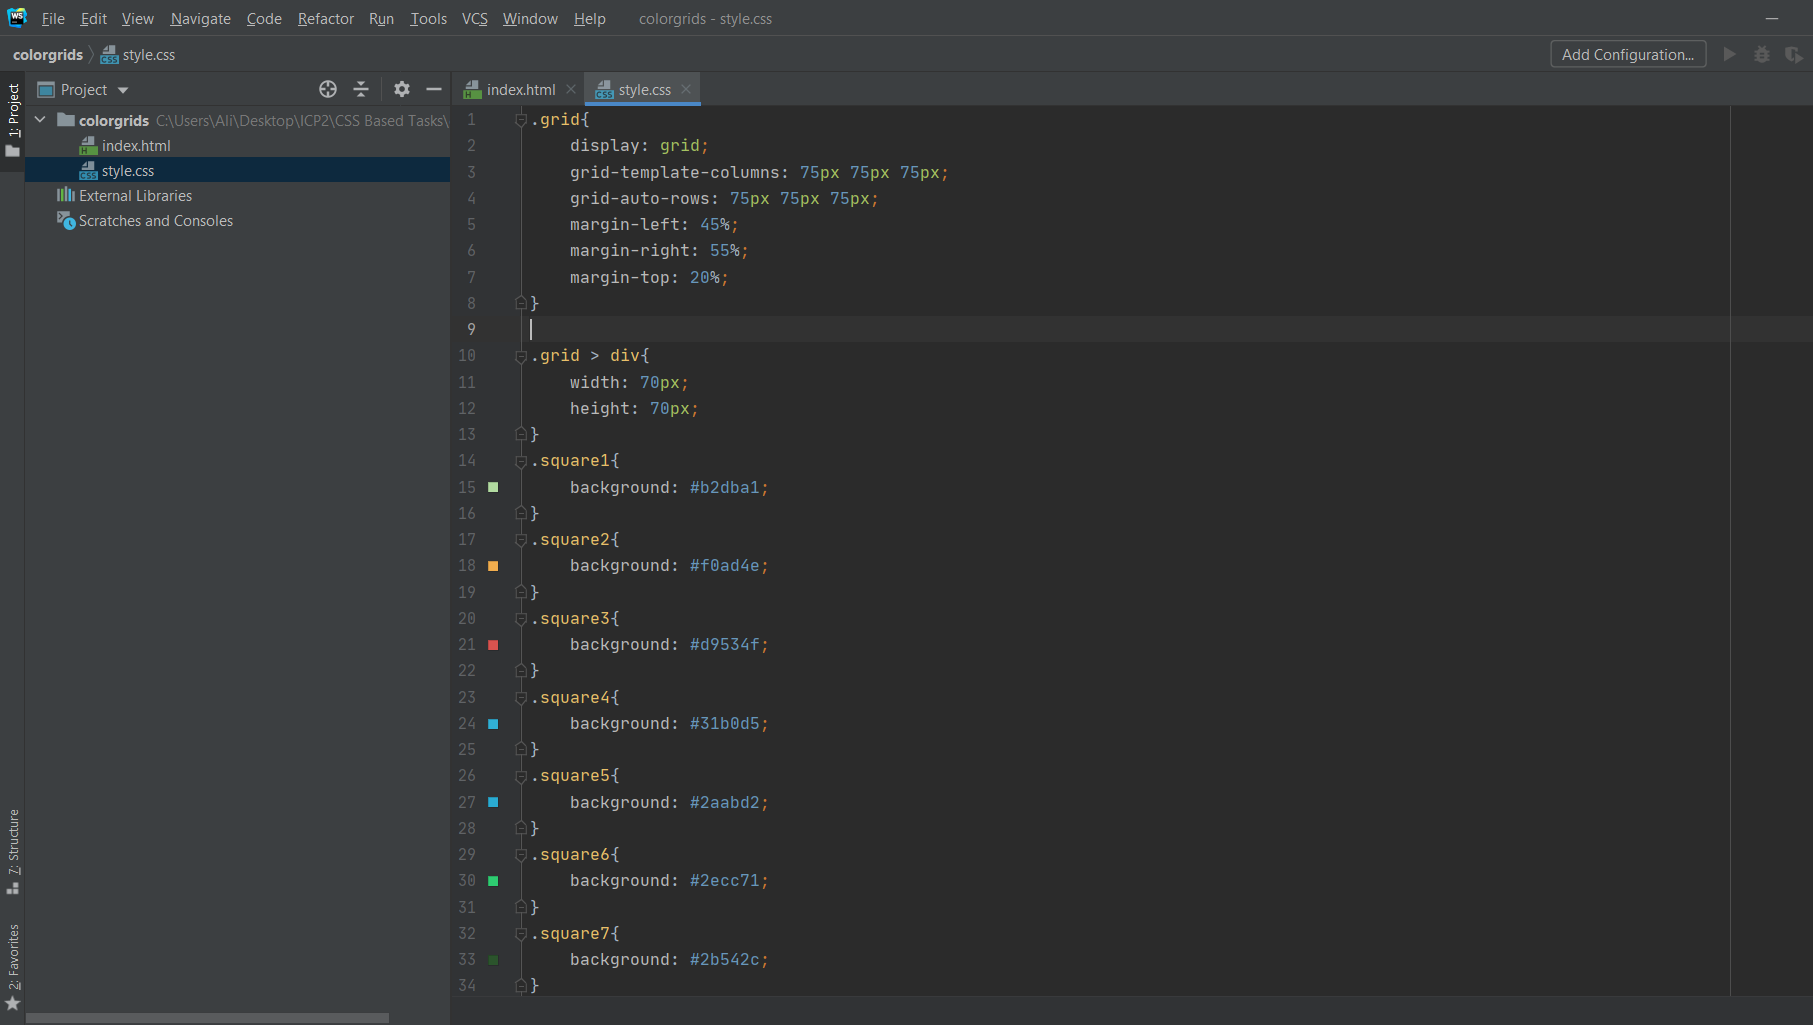 WS File Edit View Navigate Code Refactor Run Tools VCS Window Help colorgrids - style.css
colorgrids style.css Add Configuration...
1: Project
Project
index.html style.css
colorgrids C:\Users\Ali\Desktop\ICP2\CSS Based Tasks\
index.html
style.css
External Libraries
Scratches and Consoles
7: Structure
2: Favorites
1 .grid{
2 display: grid;
3 grid-template-columns: 75px 75px 75px;
4 grid-auto-rows: 75px 75px 75px;
5 margin-left: 45%;
6 margin-right: 55%;
7 margin-top: 20%;
8 }
9
10 .grid > div{
11 width: 70px;
12 height: 70px;
13 }
14 .square1{
15 background: #b2dba1;
16 }
17 .square2{
18 background: #f0ad4e;
19 }
20 .square3{
21 background: #d9534f;
22 }
23 .square4{
24 background: #31b0d5;
25 }
26 .square5{
27 background: #2aabd2;
28 }
29 .square6{
30 background: #2ecc71;
31 }
32 .square7{
33 background: #2b542c;
34 }